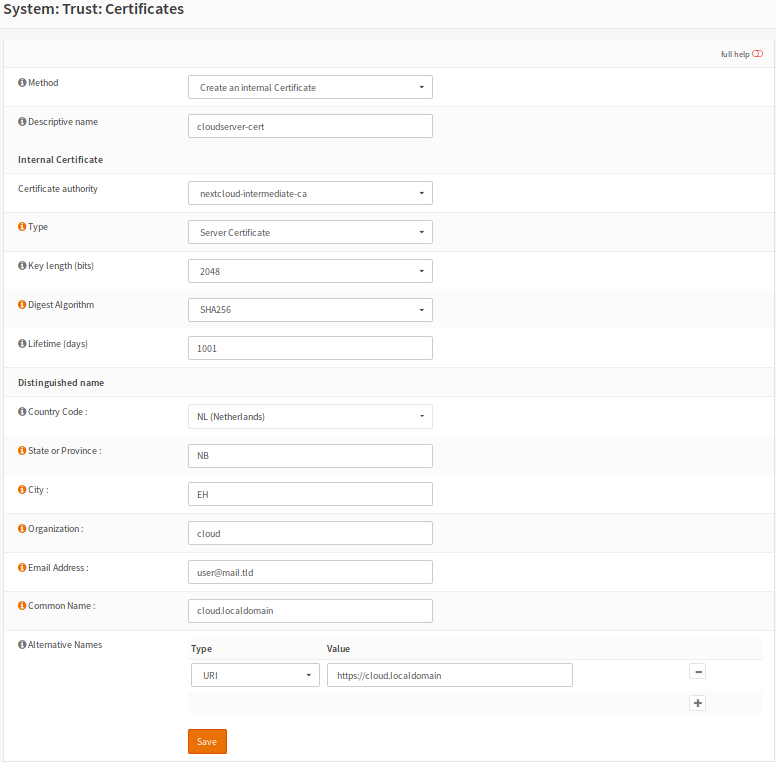 System: Trust: Certificates
full help
Method
Create an internal Certificate
Descriptive name
cloudserver-cert
Internal Certificate
Certificate authority
nextcloud-intermediate-ca
Type
Server Certificate
Key length (bits)
2048
Digest Algorithm
SHA256
Lifetime (days)
1001
Distinguished name
Country Code :
NL (Netherlands)
State or Province :
NB
City :
EH
Organization :
cloud
Email Address :
user@mail.tld
Common Name :
cloud.localdomain
Alternative Names
Type Value
URI https://cloud.localdomain
Save